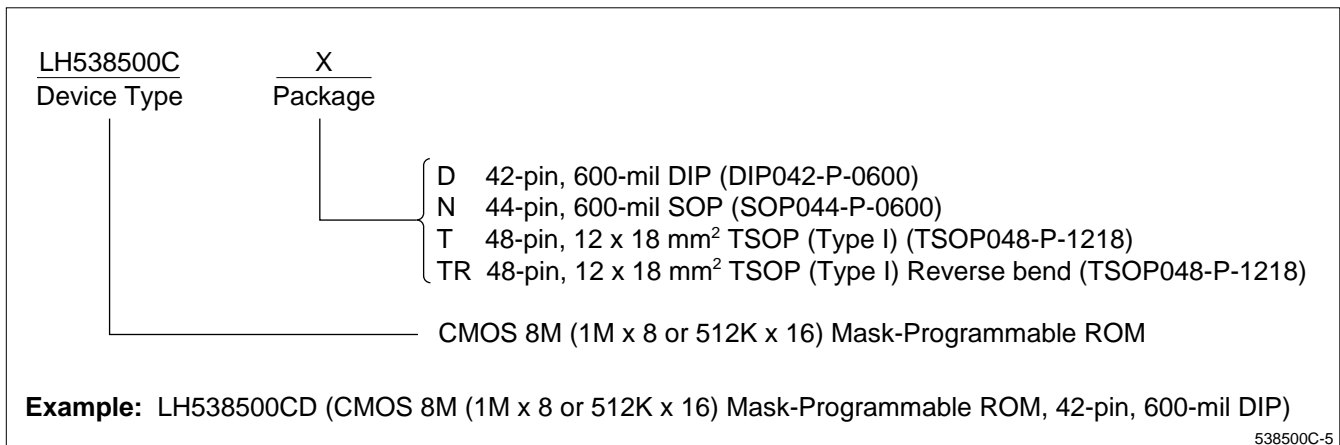 LH538500C X
Device Type Package
D 42-pin, 600-mil DIP (DIP042-P-0600)
N 44-pin, 600-mil SOP (SOP044-P-0600)
T 48-pin, 12 x 18 mm² TSOP (Type I) (TSOP048-P-1218)
TR 48-pin, 12 x 18 mm² TSOP (Type I) Reverse bend (TSOP048-P-1218)
CMOS 8M (1M x 8 or 512K x 16) Mask-Programmable ROM
Example: LH538500CD (CMOS 8M (1M x 8 or 512K x 16) Mask-Programmable ROM, 42-pin, 600-mil DIP)
538500C-5